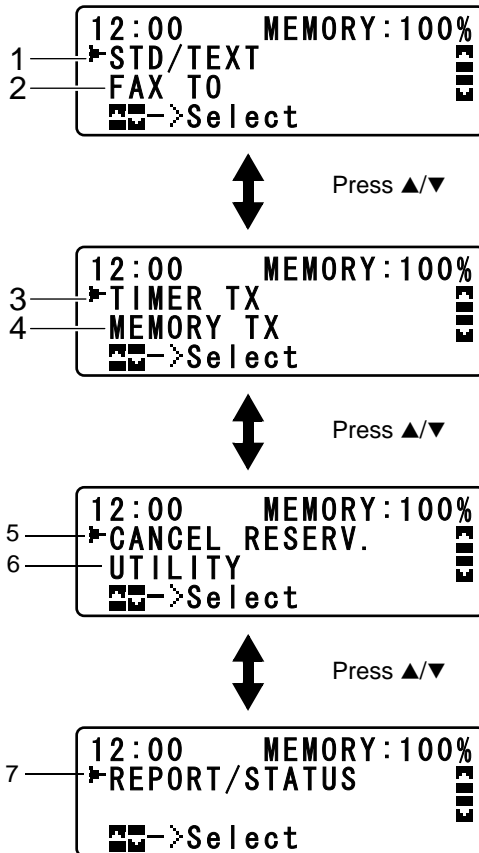 12:00 MEMORY:100%
1 STD/TEXT
2 FAX TO
->Select
Press ▲/▼
12:00 MEMORY:100%
3 TIMER TX
4 MEMORY TX
->Select
Press ▲/▼
12:00 MEMORY:100%
5 CANCEL RESERV.
6 UTILITY
->Select
Press ▲/▼
12:00 MEMORY:100%
7 REPORT/STATUS
->Select